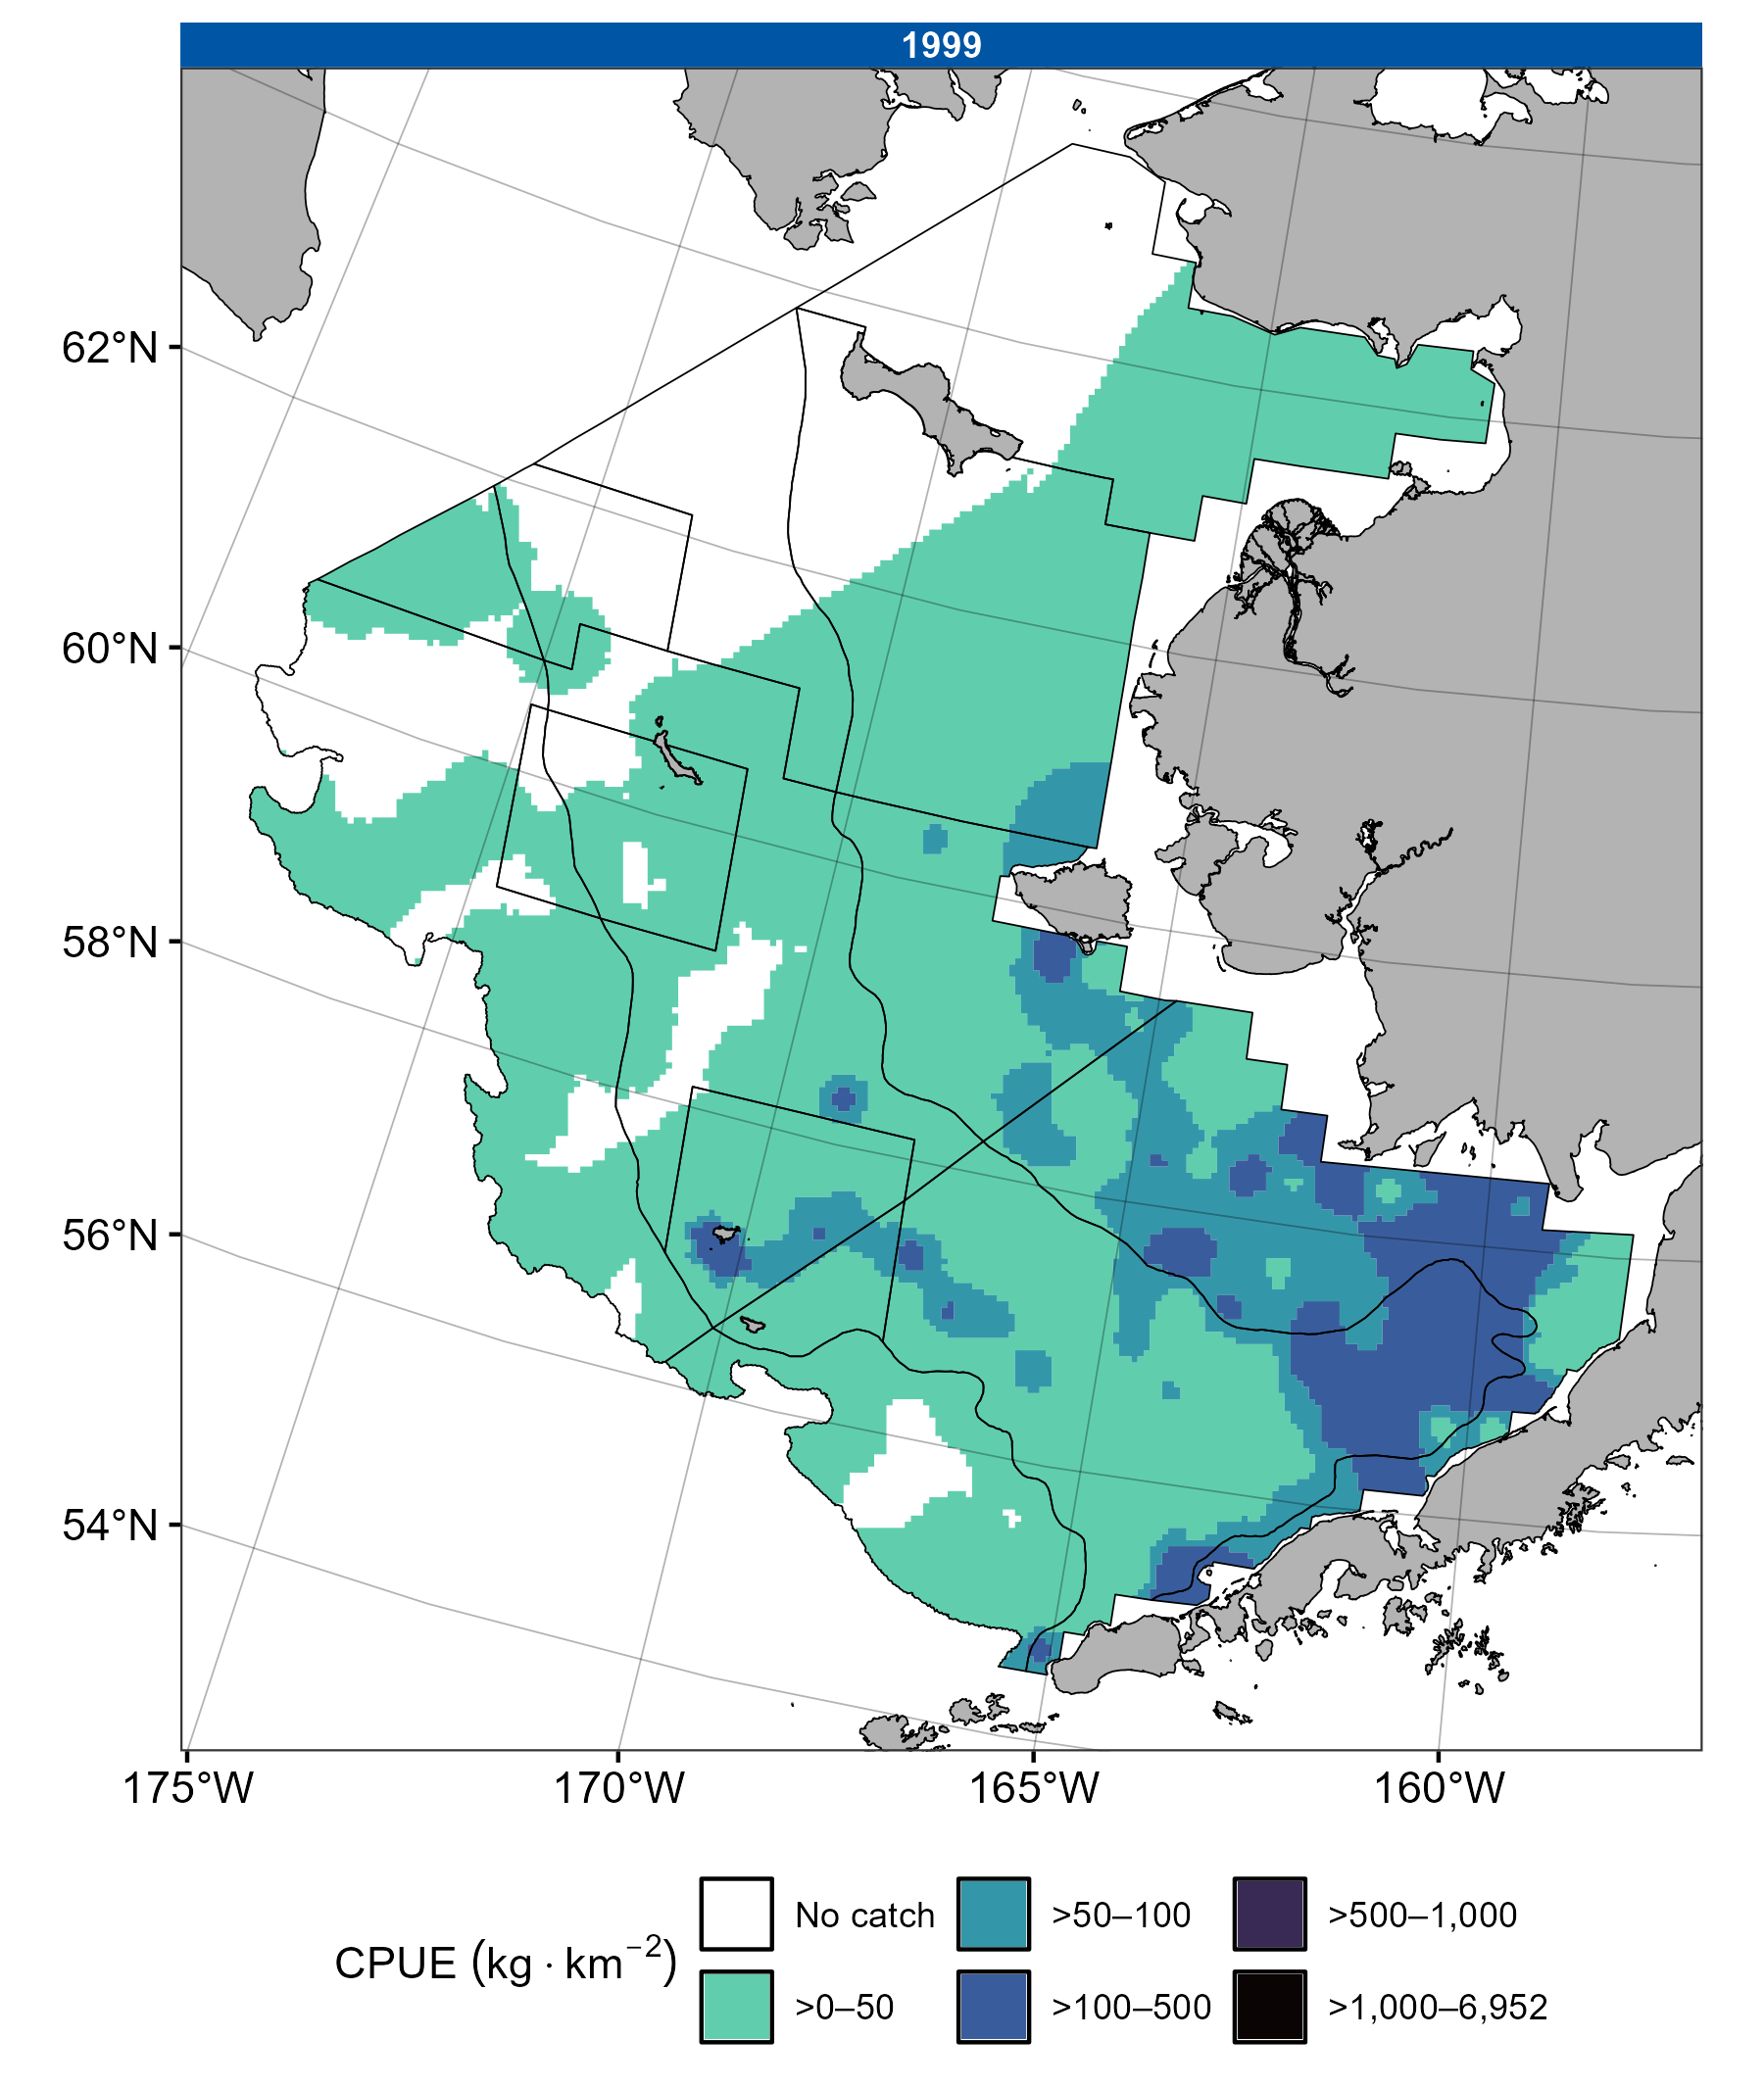 1999
62°N
60°N
58°N
56°N
54°N
175°W 170°W 165°W 160°W
CPUE (kg · km⁻²)
No catch >50–100 >500–1,000
>0–50 >100–500 >1,000–6,952